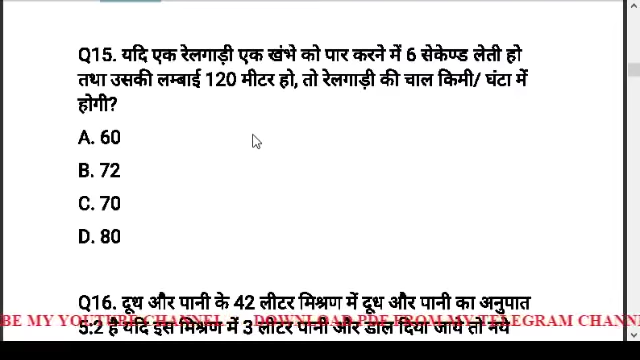 Q15. यदि एक रेलगाड़ी एक खंभे को पार करने में 6 सेकेण्ड लेती हो
तथा उसकी लम्बाई 120 मीटर हो, तो रेलगाड़ी की चाल किमी/ घंटा में
होगी?
A. 60
B. 72
C. 70
D. 80
Q16. दूध और पानी के 42 लीटर मिश्रण में दूध और पानी का अनुपात
BE MY YOUTUBE CHANNEL DOWNLOAD PDF FROM MY TELEGRAM CHANN
5:2 है यदि इस मिश्रण में 3 लीटर पानी और डाल दिया जाये तो नये